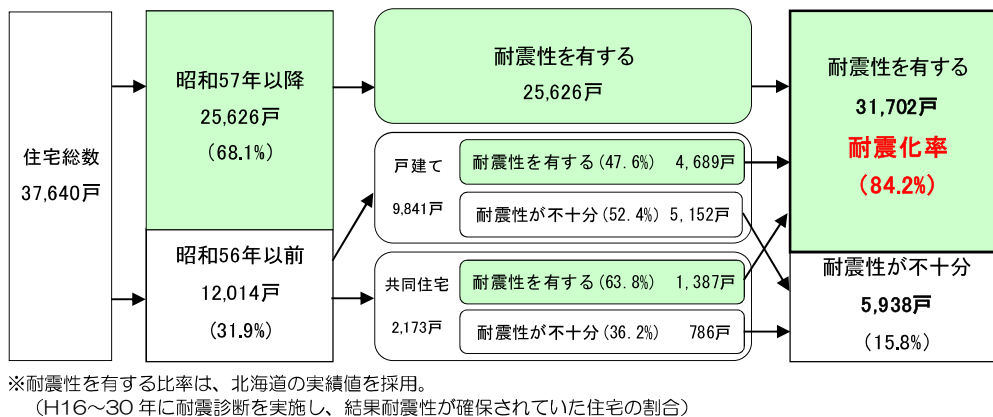 住宅総数
37,640戸
昭和57年以降
25,626戸
(68.1%)
昭和56年以前
12,014戸
(31.9%)
耐震性を有する
25,626戸
戸建て
9,841戸
耐震性を有する(47.6%) 4,689戸
耐震性が不十分(52.4%) 5,152戸
共同住宅
2,173戸
耐震性を有する(63.8%) 1,387戸
耐震性が不十分(36.2%) 786戸
耐震性を有する
31,702戸
耐震化率
(84.2%)
耐震性が不十分
5,938戸
(15.8%)
※耐震性を有する比率は、北海道の実績値を採用。
(H16~30年に耐震診断を実施し、結果耐震性が確保されていた住宅の割合)